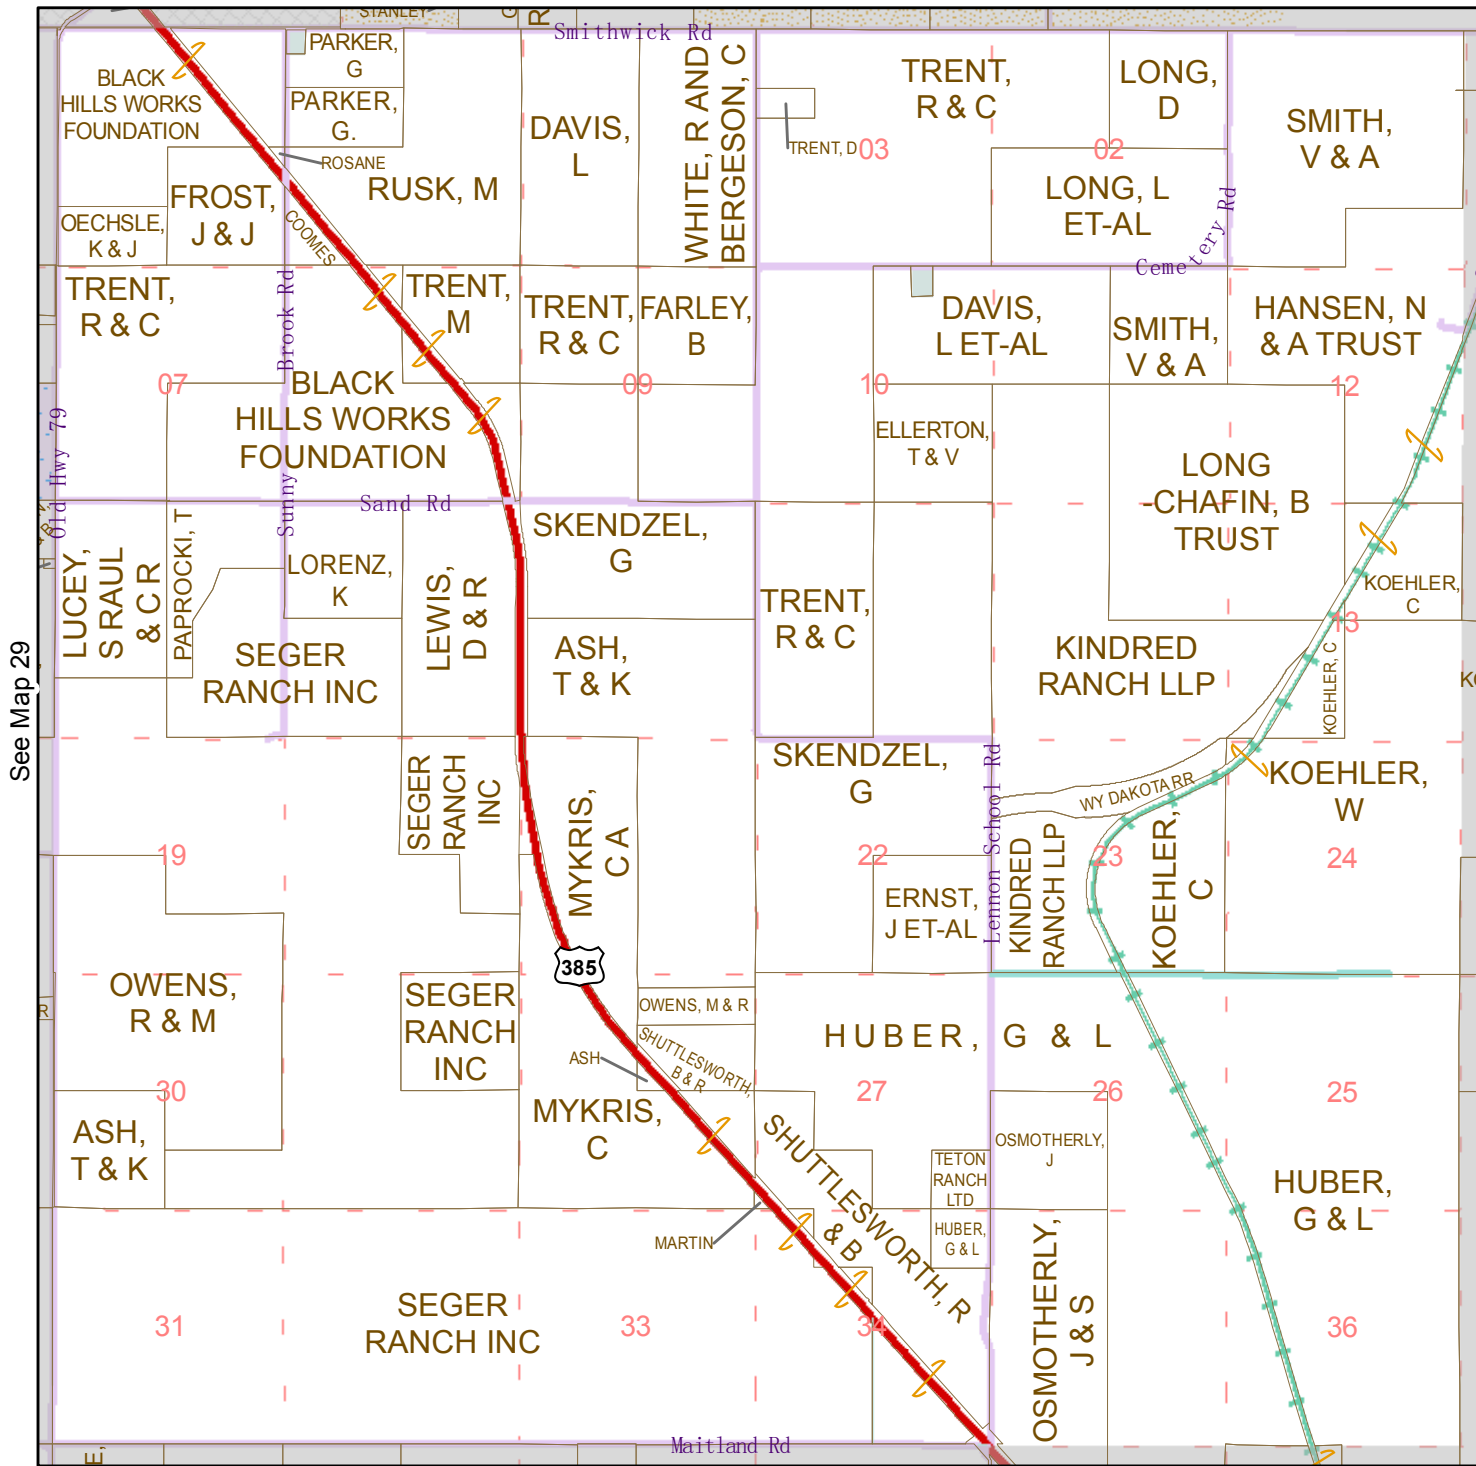 STANLEY
G
R
Smithwick Rd
BLACK
HILLS WORKS
FOUNDATION
PARKER,
G
PARKER,
G.
ROSANE
RUSK, M
DAVIS,
L
WHITE, R AND
BERGESON, C
TRENT,
R & C
TRENT, D
03
LONG,
D
02
SMITH,
V & A
LONG, L
ET-AL
Cemetery Rd
FROST,
J & J
OECHSLE,
K & J
COOMES
TRENT,
R & C
Brook Rd
TRENT,
M
TRENT,
R & C
FARLEY,
B
DAVIS,
L ET-AL
SMITH,
V & A
HANSEN, N
& A TRUST
07
BLACK
HILLS WORKS
FOUNDATION
09
10
12
ELLERTON,
T & V
LONG
-CHAFIN, B
TRUST
Old Hwy 79
Sunny
Sand Rd
SKENDZEL,
G
LUCEY,
S RAUL
& C R
PAPROCKI, T
LORENZ,
K
LEWIS,
D & R
KOEHLER,
C
13
TRENT,
R & C
SEGER
RANCH INC
ASH,
T & K
KINDRED
RANCH LLP
KOEHLER, C
See Map 29
SEGER
RANCH
INC
MYKRIS,
C A
SKENDZEL,
G
Lennon School Rd
WY DAKOTA RR
KOEHLER,
W
19
22
KINDRED
RANCH LLP
23
KOEHLER,
C
24
ERNST,
J ET-AL
385
OWENS,
R & M
R
SEGER
RANCH
INC
OWENS, M & R
SHUTTLESWORTH,
B & R
ASH
HUBER, G & L
30
27
26
25
ASH,
T & K
MYKRIS,
C
SHUTTLESWORTH, R
& B
TETON
RANCH
LTD
OSMOTHERLY,
J
HUBER,
G & L
HUBER,
G & L
MARTIN
OSMOTHERLY,
J & S
31
SEGER
RANCH INC
33
34
36
Maitland Rd
E,